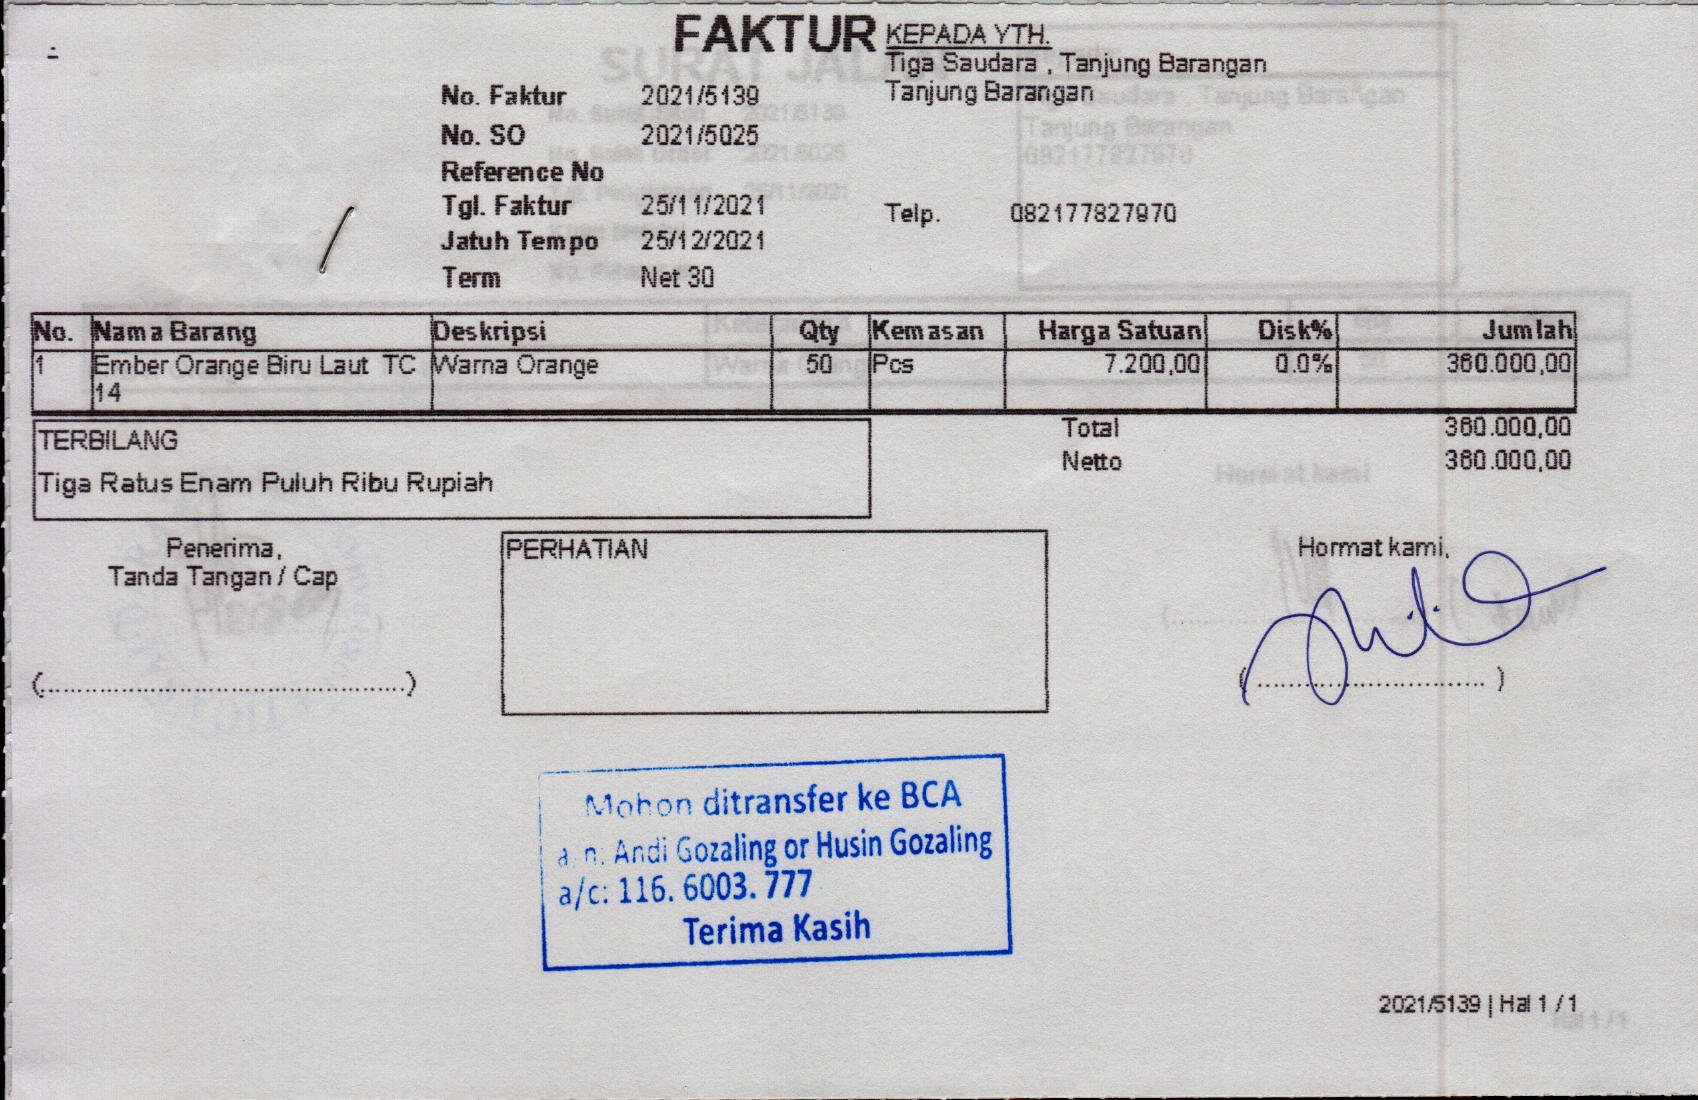 FAKTUR
KEPADA YTH.
Tiga Saudara , Tanjung Barangan
Tanjung Barangan
No. Faktur 2021/5139
No. SO 2021/5025
Reference No
Tgl. Faktur 25/11/2021
Telp. 082177827970
Jatuh Tempo 25/12/2021
Term Net 30
No. Nama Barang Deskripsi Qty Kemasan Harga Satuan Disk% Jumlah
1 Ember Orange Biru Laut TC Warna Orange 50 Pcs 7.200,00 0.0% 360.000,00
14
Total 360.000,00
TERBILANG
Netto 360.000,00
Tiga Ratus Enam Puluh Ribu Rupiah
Penerima,
Tanda Tangan / Cap
PERHATIAN
Hormat kami,
(................................................)
(................................)
Mohon ditransfer ke BCA
a.n: Andi Gozaling or Husin Gozaling
a/c: 116. 6003. 777
Terima Kasih
2021/5139 | Hal 1 / 1